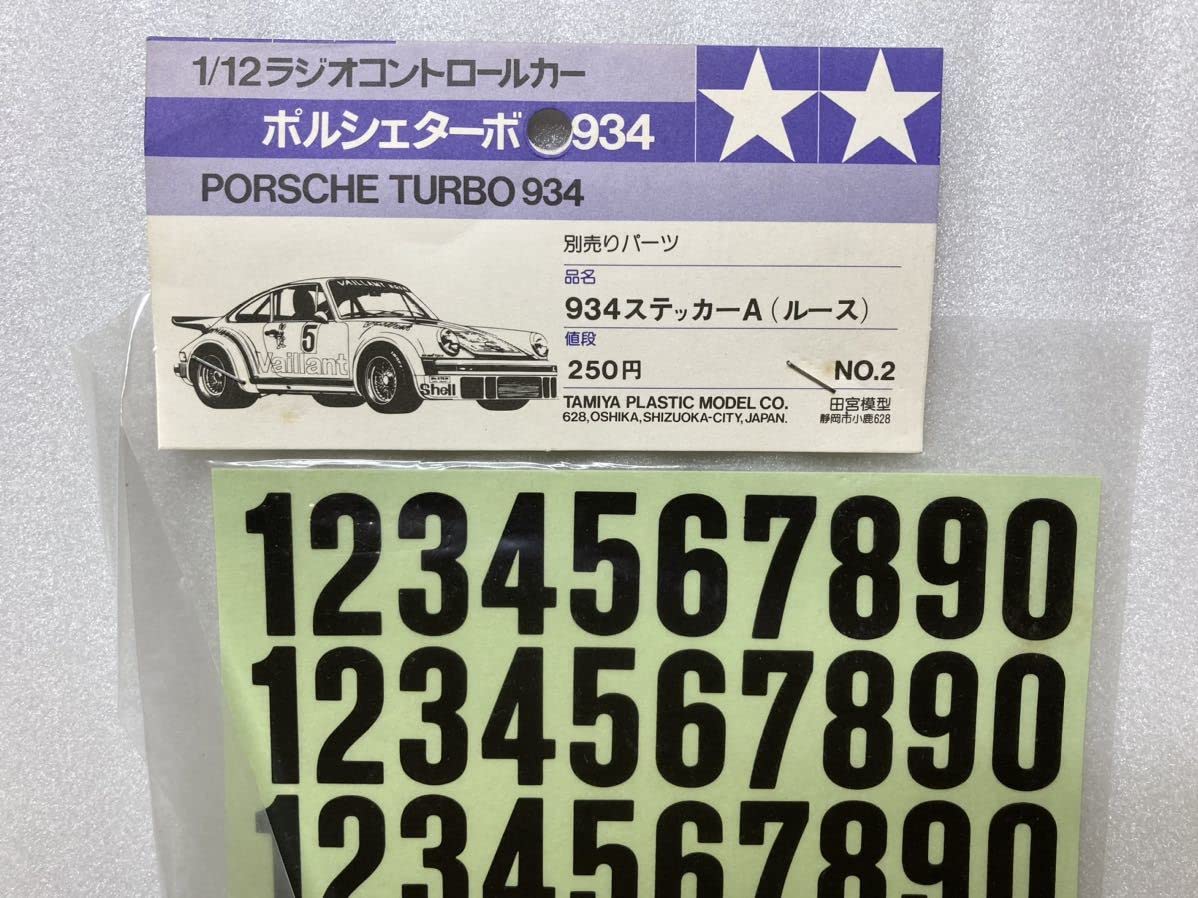 1/12ラジオコントロールカー
ポルシェターボ934
PORSCHE TURBO 934
別売りパーツ
品名
934ステッカーA(ルース)
値段
250円
NO.2
TAMIYA PLASTIC MODEL CO.
628,OSHIKA,SHIZUOKA-CITY,JAPAN.
田宮模型
静岡市小鹿628
VAILLANT
5
Vaillant
Shell
1234567890
1234567890
1234567890